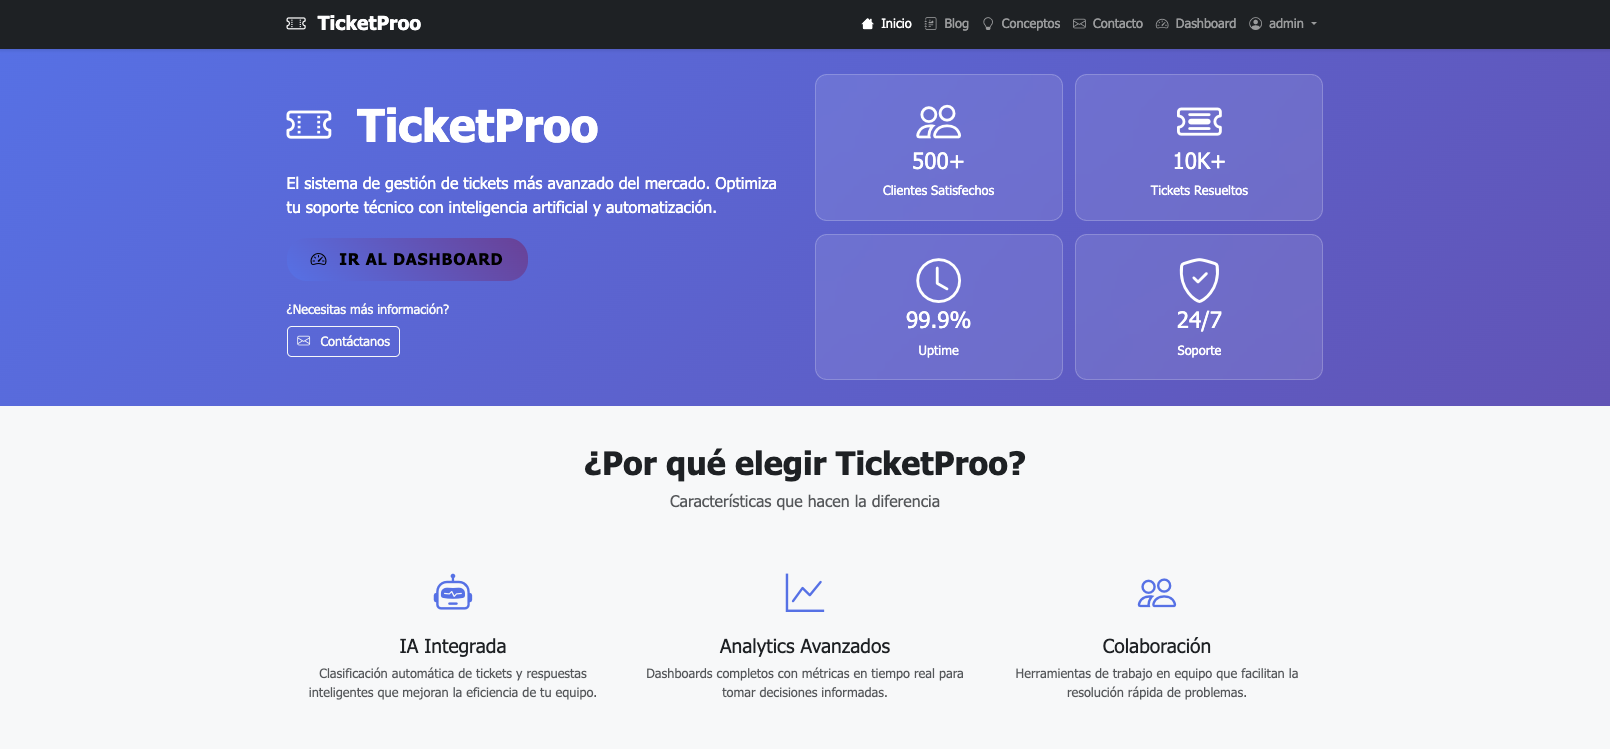 TicketProo
Inicio
Blog
Conceptos
Contacto
Dashboard
admin
TicketProo
El sistema de gestión de tickets más avanzado del mercado. Optimiza
tu soporte técnico con inteligencia artificial y automatización.
IR AL DASHBOARD
¿Necesitas más información?
Contáctanos
500+
Clientes Satisfechos
10K+
Tickets Resueltos
99.9%
Uptime
24/7
Soporte
¿Por qué elegir TicketProo?
Características que hacen la diferencia
IA Integrada
Clasificación automática de tickets y respuestas
inteligentes que mejoran la eficiencia de tu equipo.
Analytics Avanzados
Dashboards completos con métricas en tiempo real para
tomar decisiones informadas.
Colaboración
Herramientas de trabajo en equipo que facilitan la
resolución rápida de problemas.